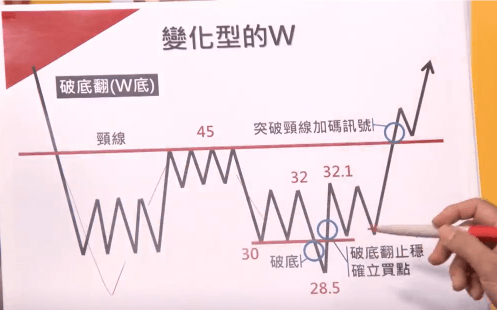 變化型的W
破底翻(W底)
頸線
45
突破頸線加碼訊號
32
32.1
30
破底
破底翻止穩
確立買點
28.5